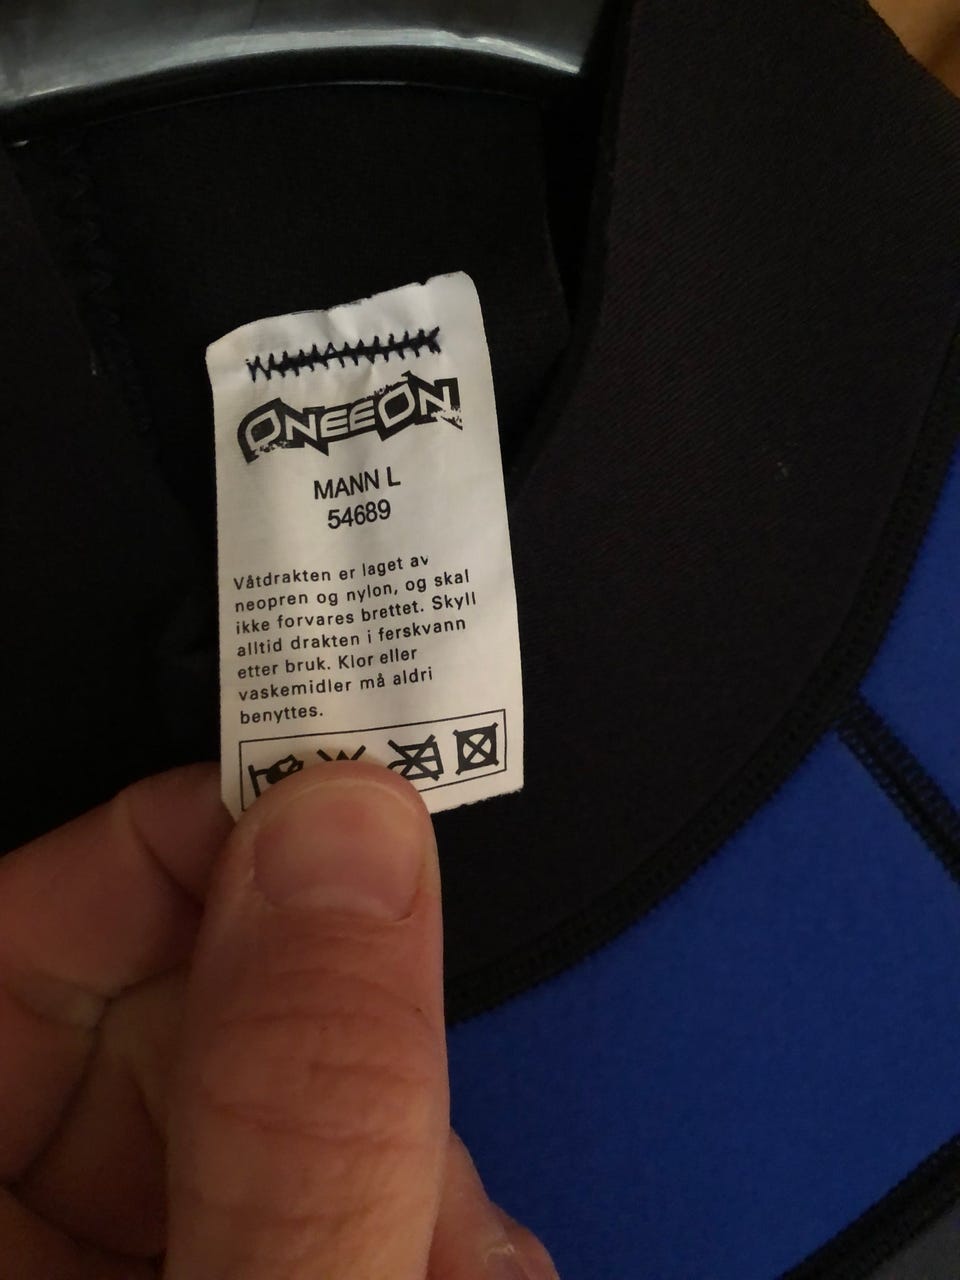 ONEEON
MANN L
54689
Våtdrakten er laget av
neopren og nylon, og skal
ikke forvares brettet. Skyll
alltid drakten i ferskvann
etter bruk. Klor eller
vaskemidler må aldri
benyttes.